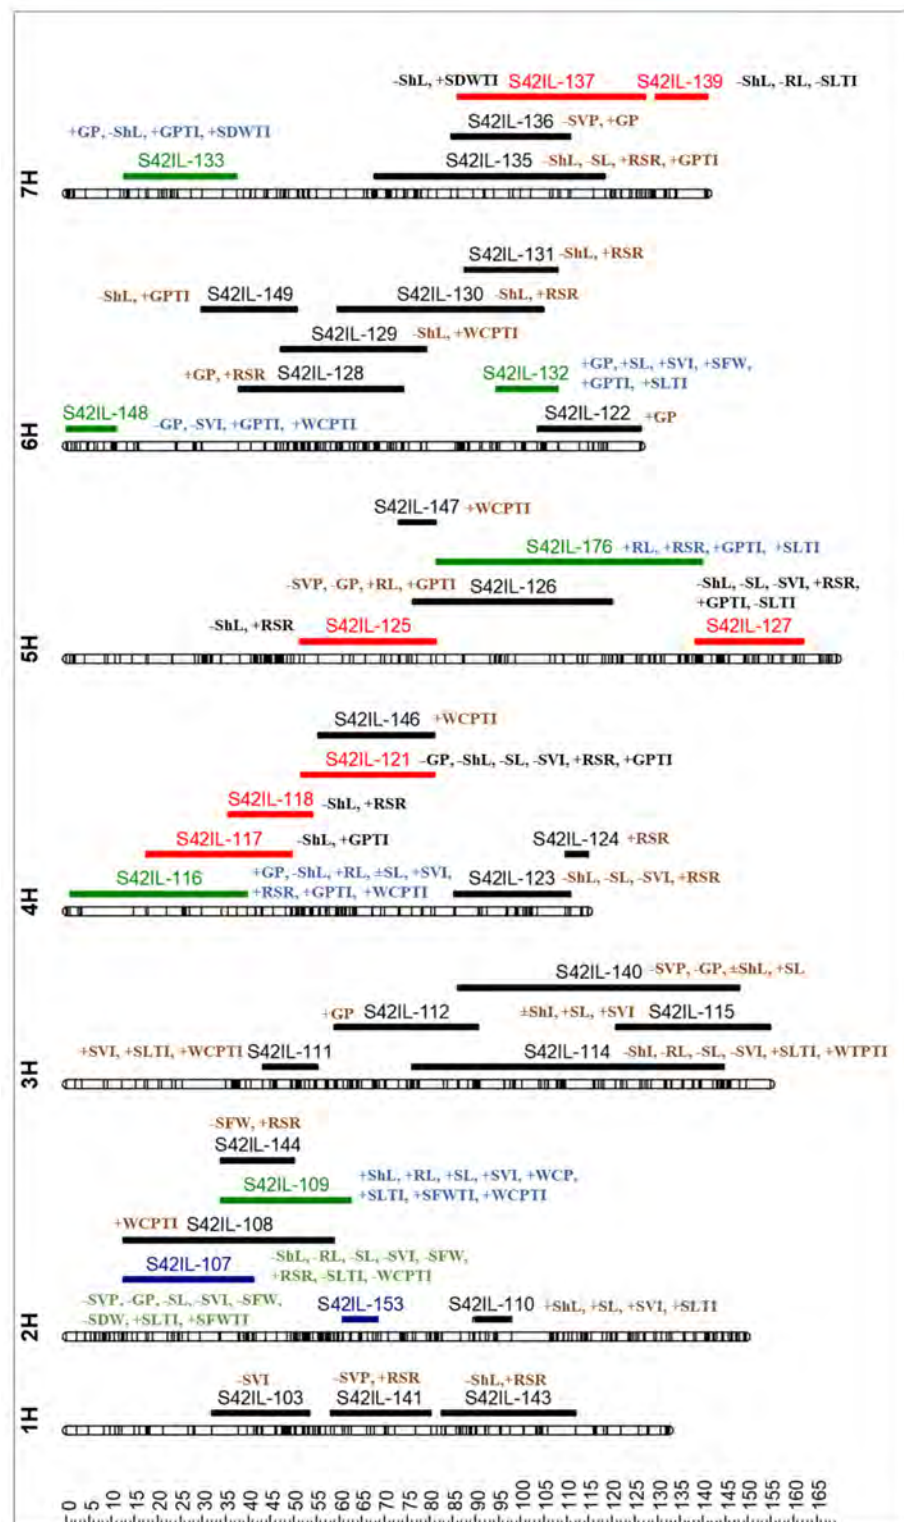 -ShL, +SDWTI S42IL-137 S42IL-139 -ShL, -RL, -SLTI
S42IL-136 -SVP, +GP
+GP, -ShL, +GPTI, +SDWTI
S42IL-133 S42IL-135 -ShL, -SL, +RSR, +GPTI
7H
S42IL-131 -ShL, +RSR
-ShL, +GPTI S42IL-149 S42IL-130 -ShL, +RSR
S42IL-129 -ShL, +WCPTI
+GP, +RSR S42IL-128 S42IL-132 +GP, +SL, +SVI, +SFW,
+GPTI, +SLTI
S42IL-148 -GP, -SVI, +GPTI, +WCPTI S42IL-122 +GP
6H
S42IL-147 +WCPTI
S42IL-176 +RL, +RSR, +GPTI, +SLTI
-SVP, -GP, +RL, +GPTI S42IL-126 -ShL, -SL, -SVI, +RSR,
+GPTI, -SLTI
-ShL, +RSR S42IL-125 S42IL-127
5H
S42IL-146 +WCPTI
S42IL-121 -GP, -ShL, -SL, -SVI, +RSR, +GPTI
S42IL-118 -ShL, +RSR
S42IL-117 -ShL, +GPTI S42IL-124 +RSR
S42IL-116 +GP, -ShL, +RL, ±SL, +SVI,
+RSR, +GPTI, +WCPTI S42IL-123 -ShL, -SL, -SVI, +RSR
4H
S42IL-140 -SVP, -GP, ±ShL, +SL
+GP S42IL-112 ±ShI, +SL, +SVI S42IL-115
+SVI, +SLTI, +WCPTI S42IL-111 S42IL-114 -ShI, -RL, -SL, -SVI, +SLTI, +WTPTI
3H
-SFW, +RSR
S42IL-144
S42IL-109 +ShL, +RL, +SL, +SVI, +WCP,
+SLTI, +SFWTI, +WCPTI
+WCPTI S42IL-108
S42IL-107 -ShL, -RL, -SL, -SVI, -SFW,
+RSR, -SLTI, -WCPTI
-SVP, -GP, -SL, -SVI, -SFW,
-SDW, +SLTI, +SFWTI S42IL-153 S42IL-110 +ShL, +SL, +SVI, +SLTI
2H
-SVI -SVP, +RSR -ShL,+RSR
S42IL-103 S42IL-141 S42IL-143
1H
0 5 10 15 20 25 30 35 40 45 50 55 60 65 70 75 80 85 90 95 100 105 110 115 120 125 130 135 140 145 150 155 160 165